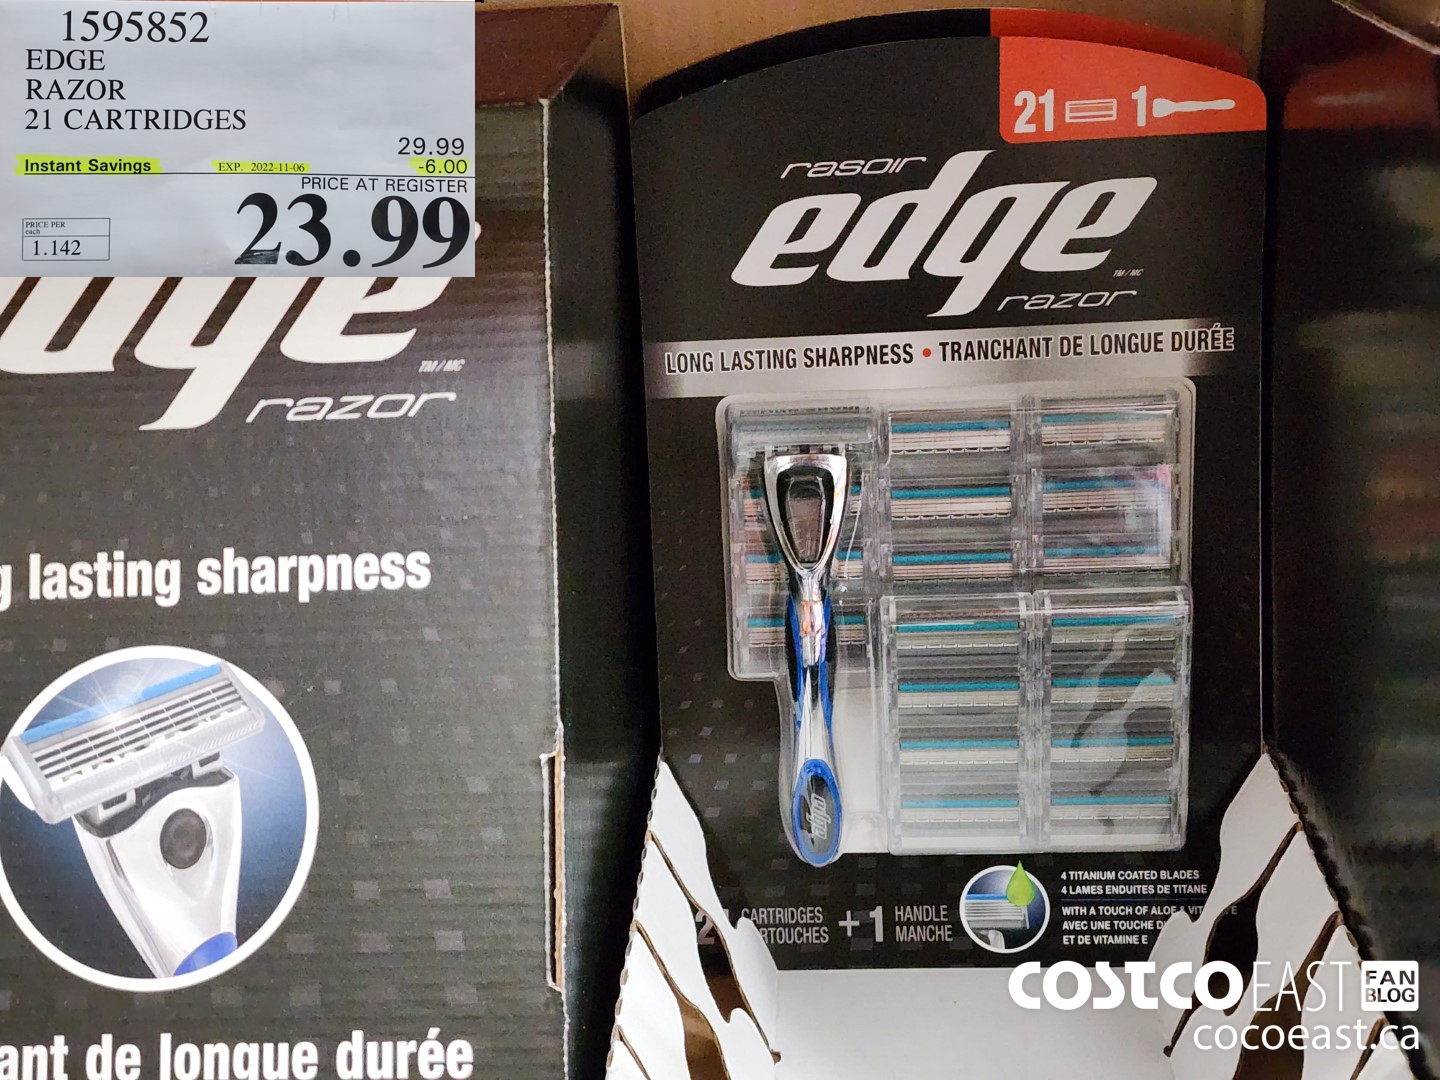 1595852
EDGE
RAZOR
21 CARTRIDGES
29.99
Instant Savings EXP. 2022-11-06 -6.00
PRICE AT REGISTER
23.99
PRICE PER
each
1.142
TM/MC
razor
lasting sharpness
de longue durée
21 1
rasoir
edge
TM/MC
razor
LONG LASTING SHARPNESS • TRANCHANT DE LONGUE DURÉE
edge
CARTRIDGES
+1 HANDLE
MANCHE
4 TITANIUM COATED BLADES
4 LAMES ENDUITES DE TITANE
WITH A TOUCH OF ALOE &
AVEC UNE TOUCHE
ET DE VITAMINE E
COSTCO EAST FAN BLOG
cocoeast.ca